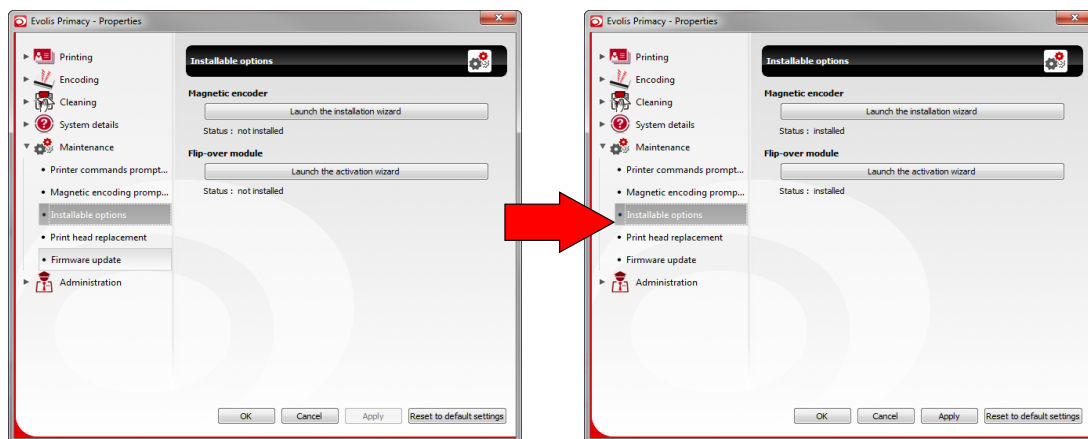 Evolis Primacy - Properties
Printing
Encoding
Cleaning
System details
Maintenance
Printer commands prompt...
Magnetic encoding promp...
Installable options
Print head replacement
Firmware update
Administration
Installable options
Magnetic encoder
Launch the installation wizard
Status : not installed
Flip-over module
Launch the activation wizard
Status : not installed
OK Cancel Apply Reset to default settings
Evolis Primacy - Properties
Printing
Encoding
Cleaning
System details
Maintenance
Printer commands prompt...
Magnetic encoding promp...
Installable options
Print head replacement
Firmware update
Administration
Installable options
Magnetic encoder
Launch the installation wizard
Status : installed
Flip-over module
Launch the activation wizard
Status : installed
OK Cancel Apply Reset to default settings